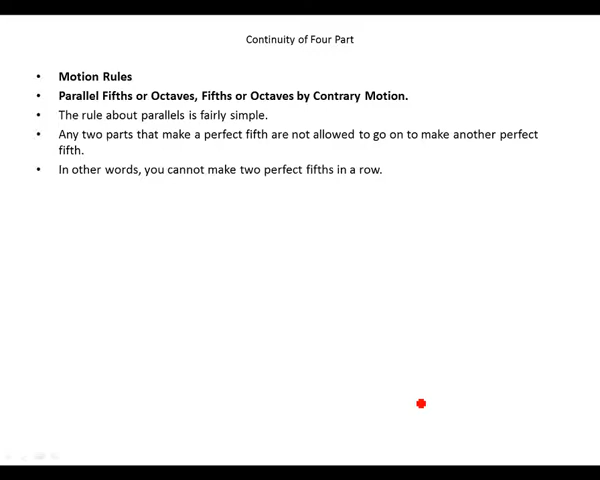 Continuity of Four Part
• Motion Rules
• Parallel Fifths or Octaves, Fifths or Octaves by Contrary Motion.
• The rule about parallels is fairly simple.
• Any two parts that make a perfect fifth are not allowed to go on to make another perfect
fifth.
• In other words, you cannot make two perfect fifths in a row.